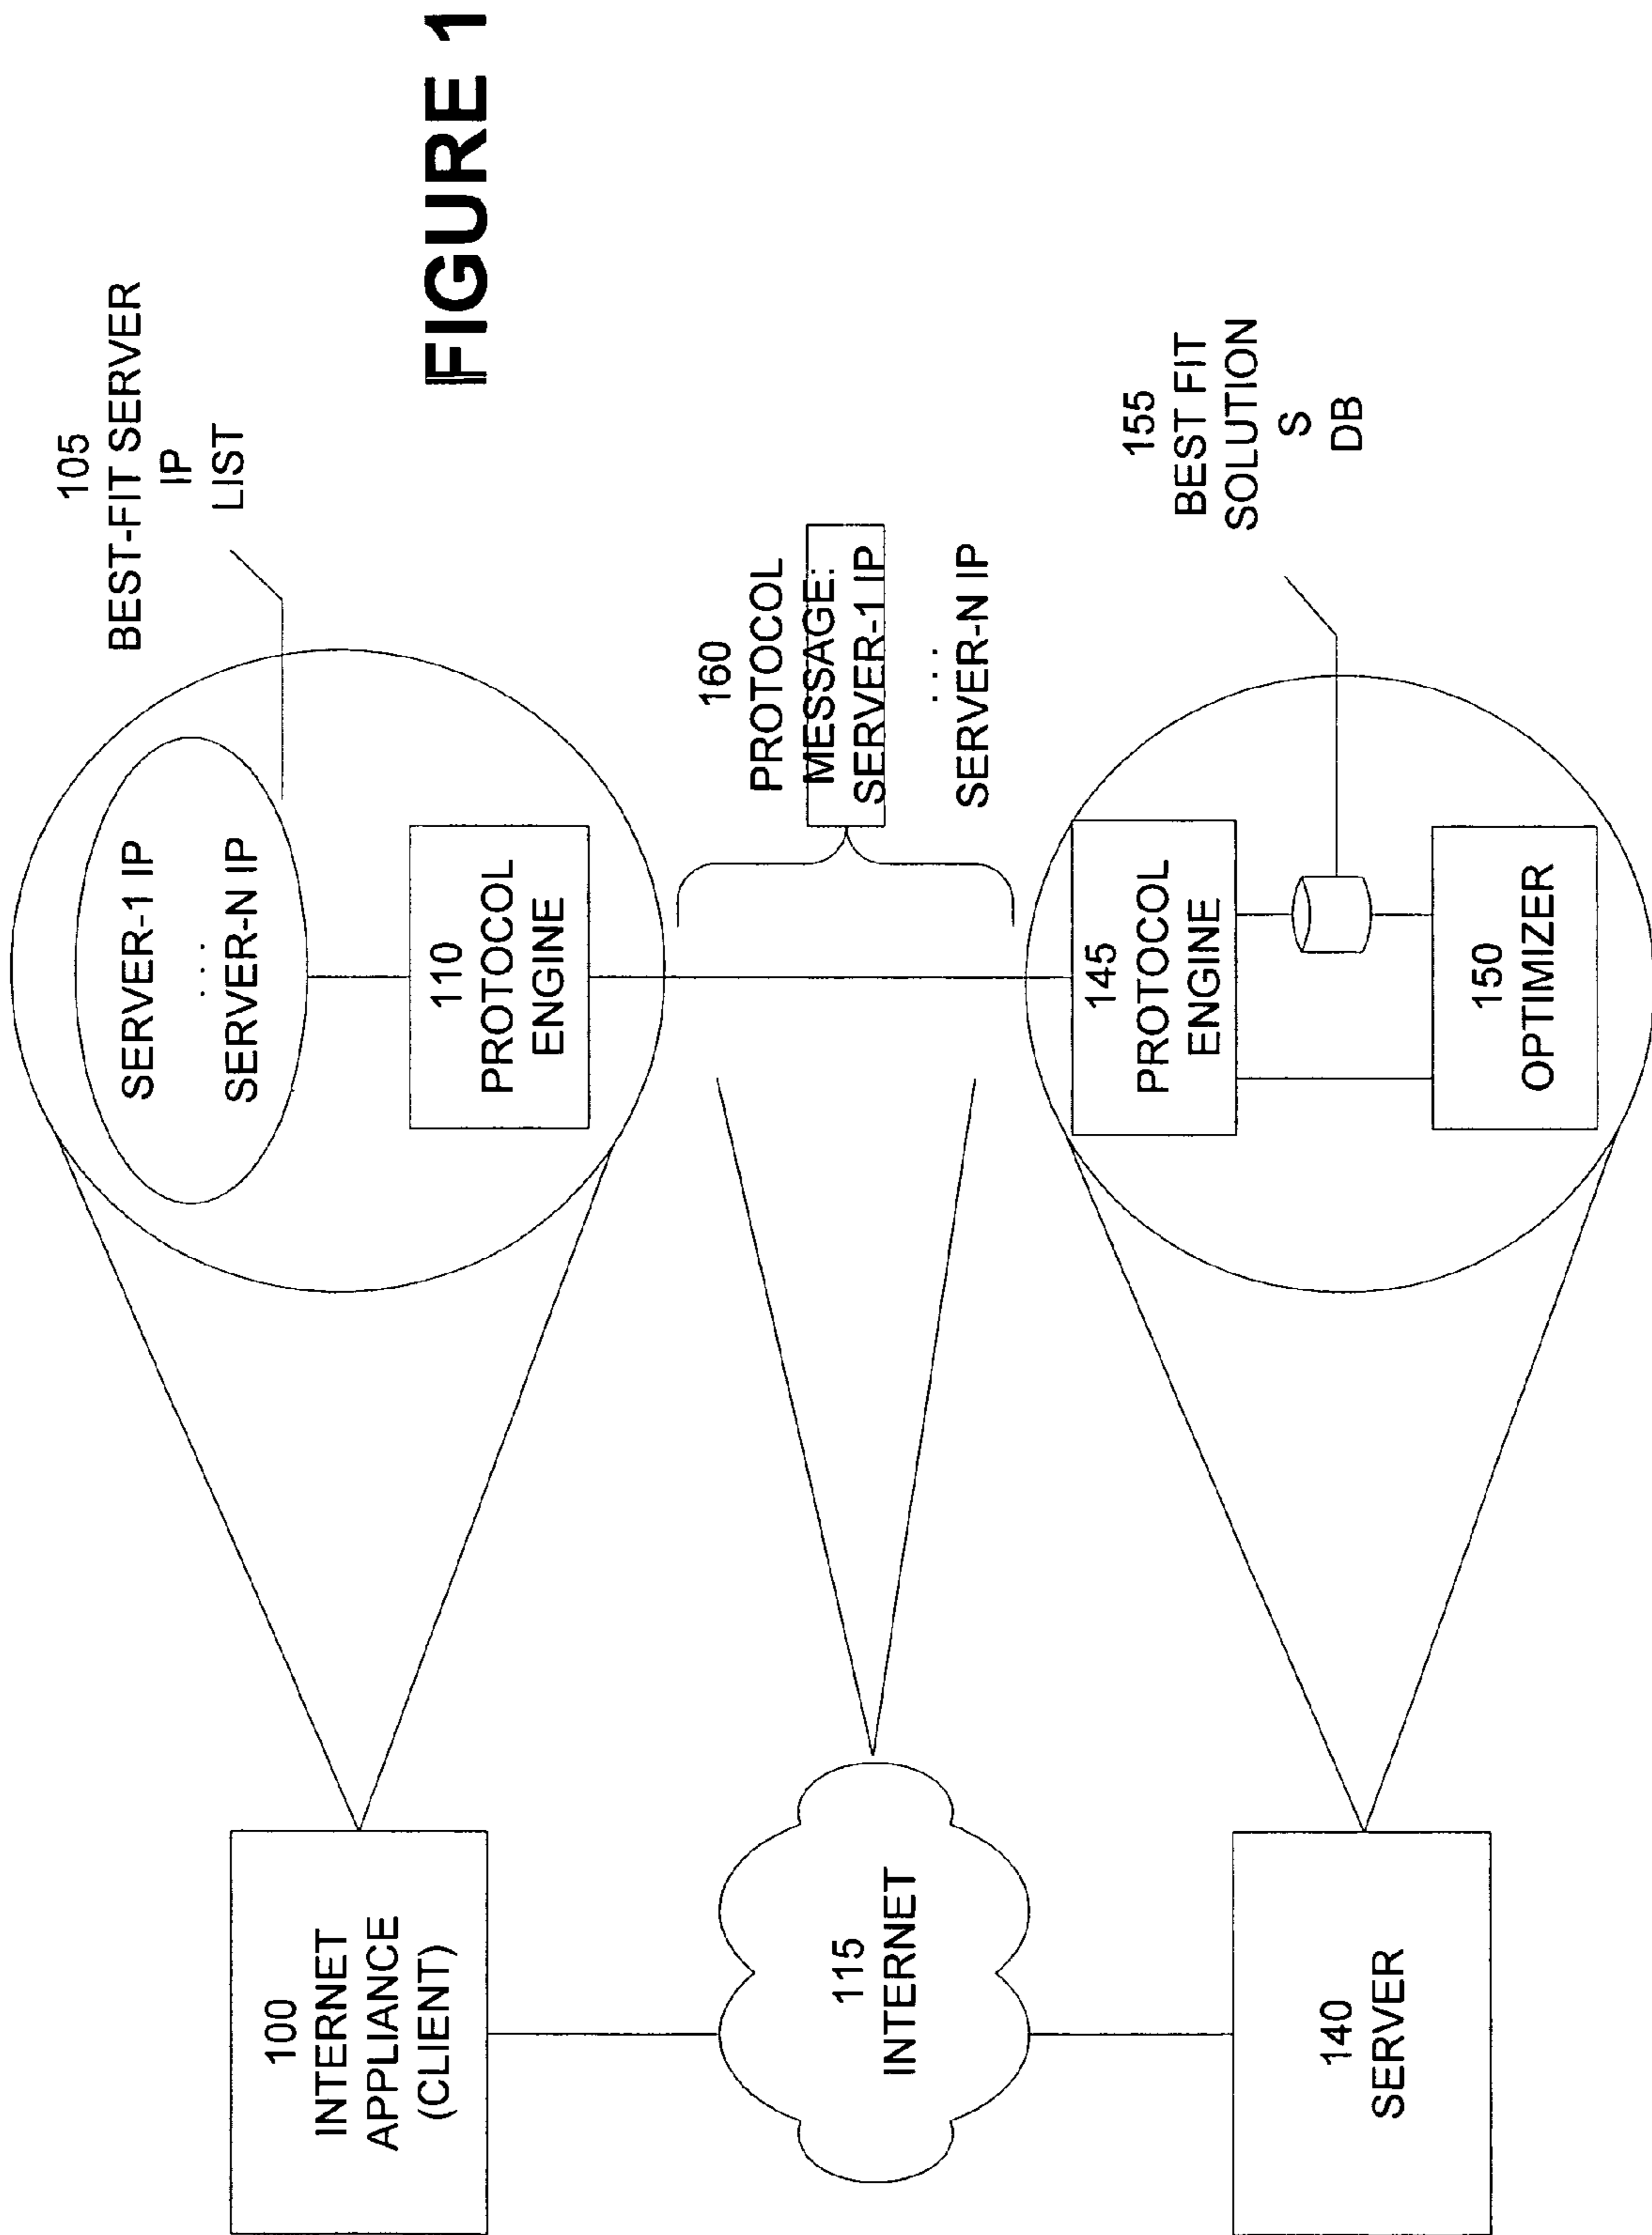 100
INTERNET
APPLIANCE
(CLIENT)
SERVER-1 IP
...
SERVER-N IP
105
BEST-FIT SERVER
IP
LIST
110
PROTOCOL
ENGINE
115
INTERNET
160
PROTOCOL
MESSAGE:
SERVER-1 IP
...
SERVER-N IP
140
SERVER
145
PROTOCOL
ENGINE
150
OPTIMIZER
155
BEST FIT
SOLUTION
S
DB
FIGURE 1